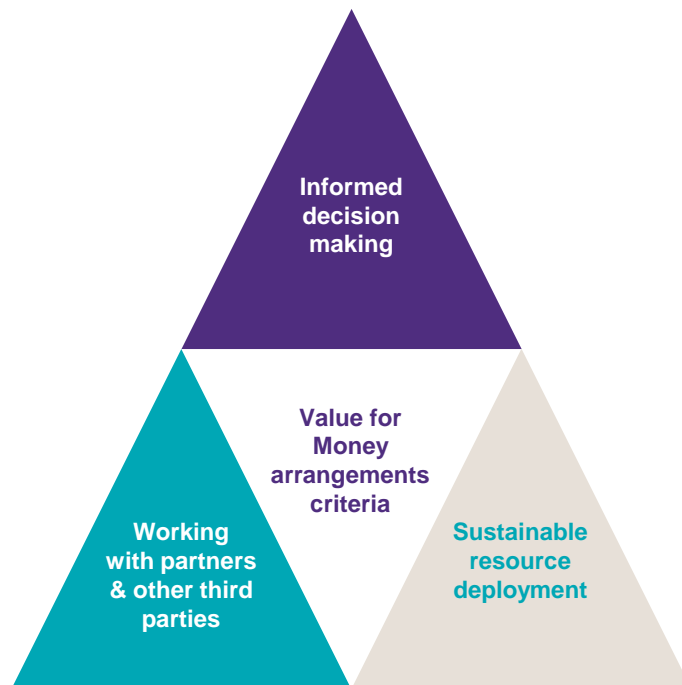 Informed
decision
making
Value for
Money
arrangements
criteria
Working
with partners
& other third
parties
Sustainable
resource
deployment